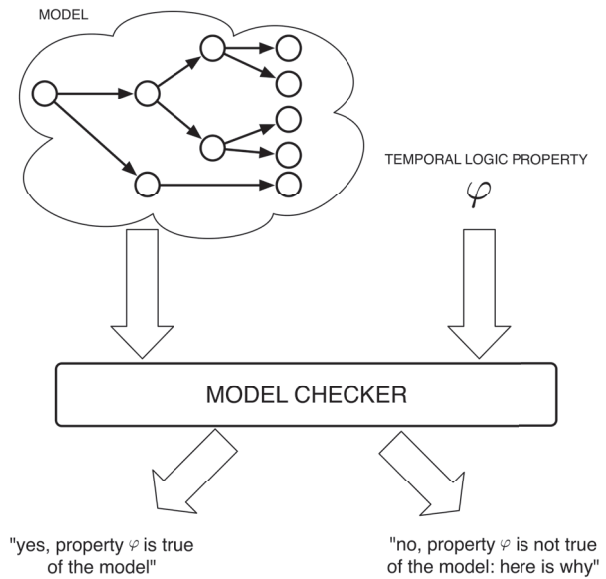 MODEL
TEMPORAL LOGIC PROPERTY
φ
MODEL CHECKER
"yes, property φ is true
of the model"
"no, property φ is not true
of the model: here is why"